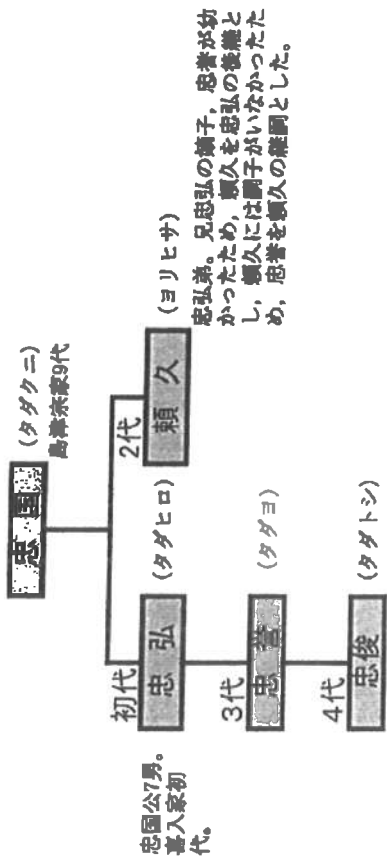 忠国
(タダクニ)
島津宗家9代
初代
忠弘
(タダヒロ)
忠国公7男。
喜入家初
代。
2代
頼久
(ヨリヒサ)
忠弘弟。兄忠弘の嫡子，忠誉が幼
かったため，頼久を忠弘の後継と
し，頼久には嗣子がいなかったた
め，忠誉を頼久の継嗣とした。
3代
忠誉
(タダヨ)
4代
忠俊
(タダトシ)